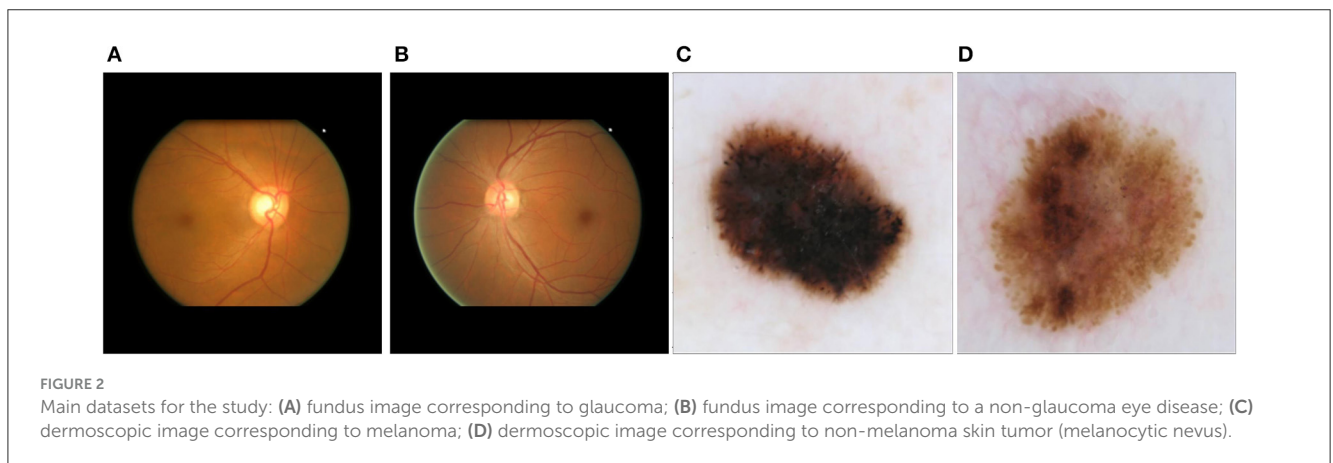 A B C D
FIGURE 2
Main datasets for the study: (A) fundus image corresponding to glaucoma; (B) fundus image corresponding to a non-glaucoma eye disease; (C)
dermoscopic image corresponding to melanoma; (D) dermoscopic image corresponding to non-melanoma skin tumor (melanocytic nevus).